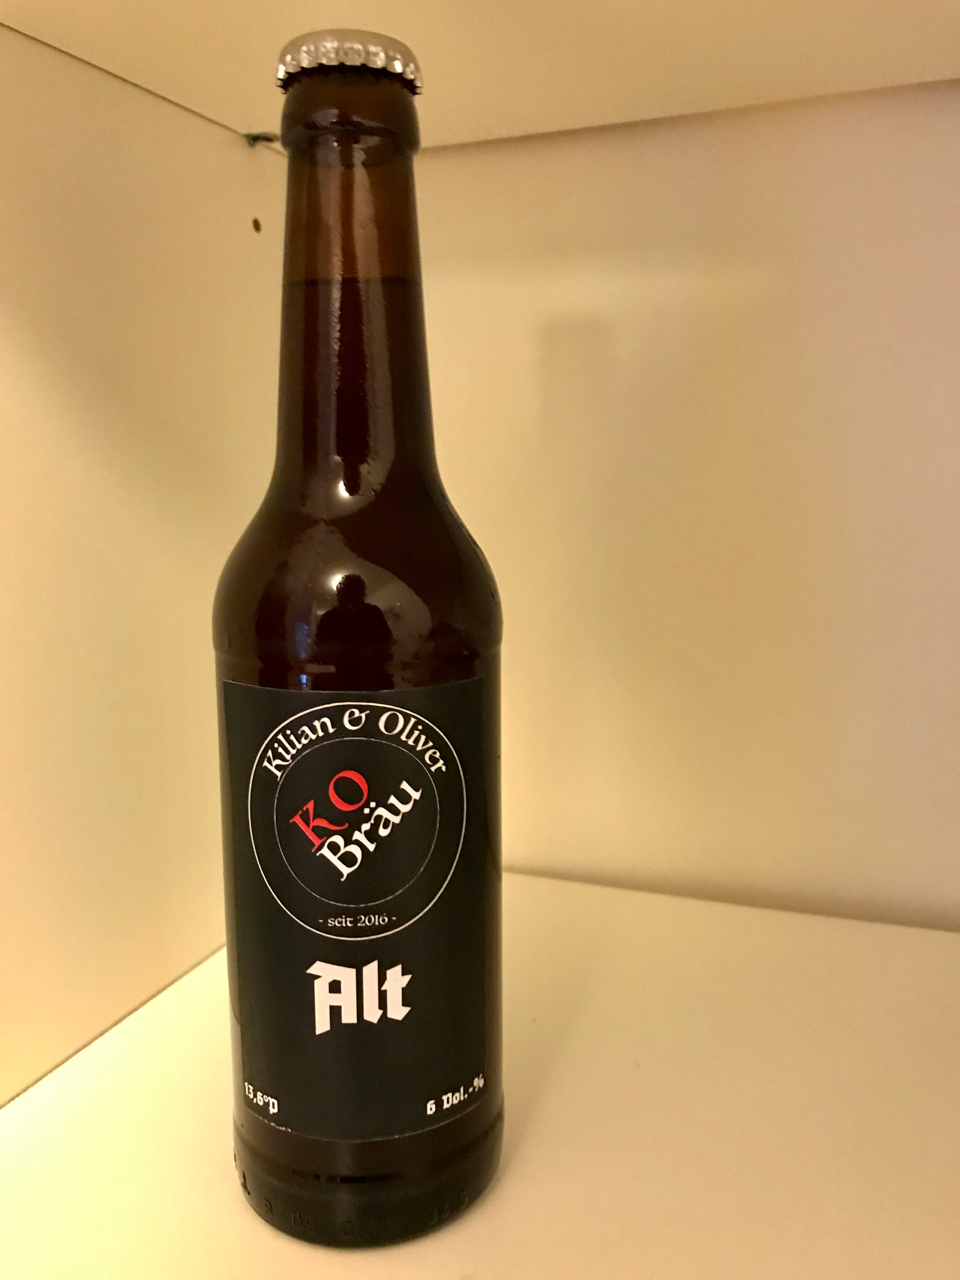 Kilian & Oliver
KO
Bräu
- seit 2016 -
Alt
13,6°P
6 Vol.-%